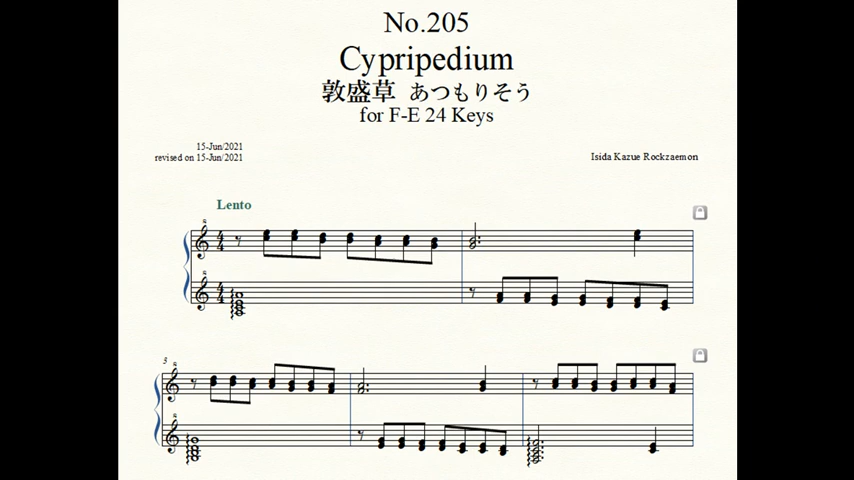 No.205
Cypripedium
敦盛草 あつもりそう
for F-E 24 Keys
15-Jun/2021
revised on 15-Jun/2021
Isida Kazue Rockzaemon
Lento
5